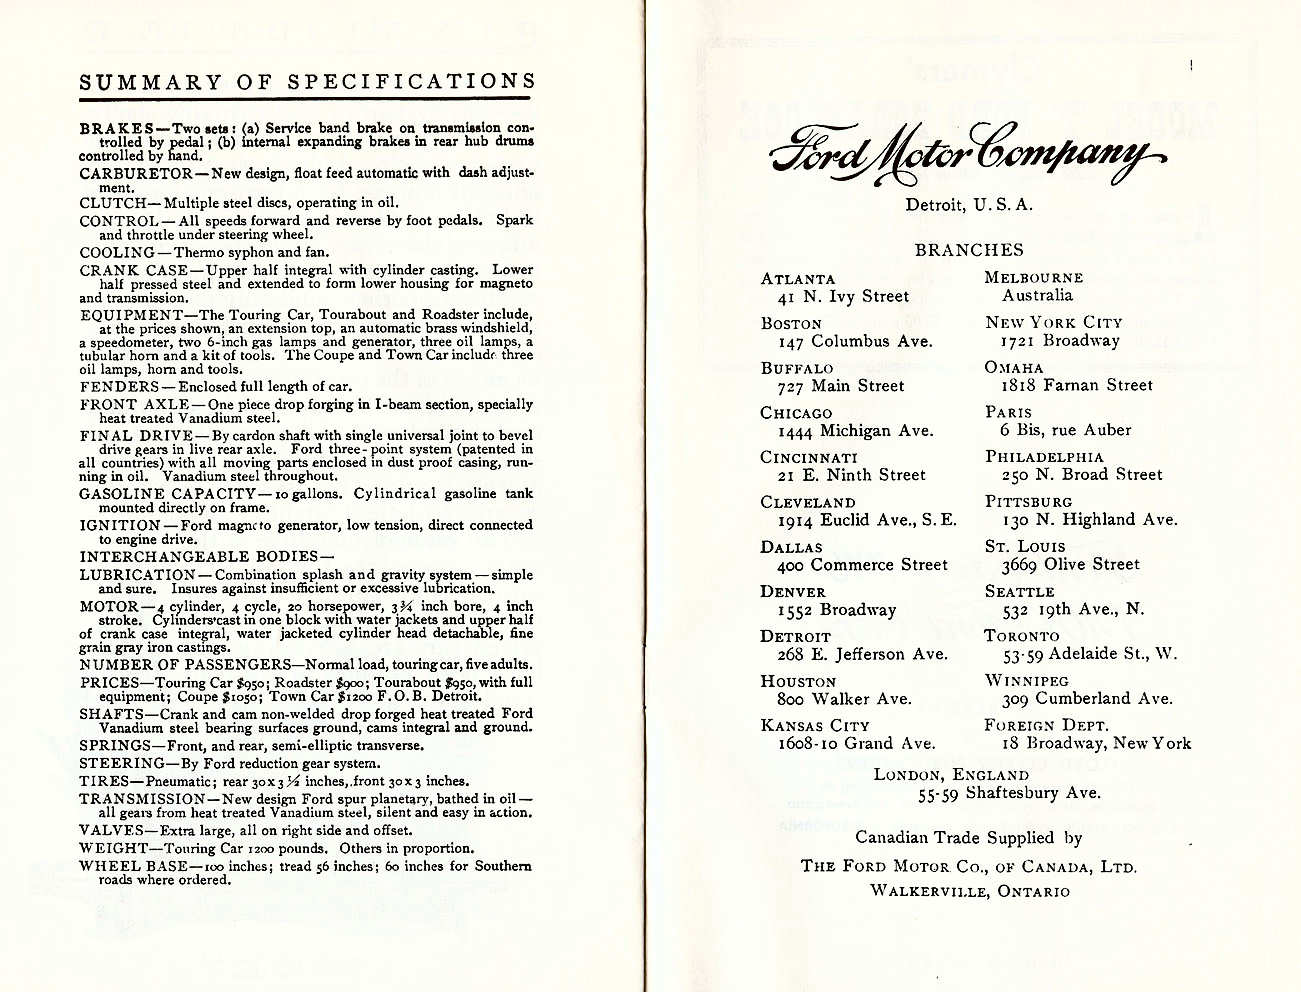 SUMMARY OF SPECIFICATIONS
BRAKES—Two sets: (a) Service band brake on transmission con-
trolled by pedal; (b) internal expanding brakes in rear hub drums
controlled by hand.
CARBURETOR—New design, float feed automatic with dash adjust-
ment.
CLUTCH—Multiple steel discs, operating in oil.
CONTROL—All speeds forward and reverse by foot pedals. Spark
and throttle under steering wheel.
COOLING—Thermo syphon and fan.
CRANK CASE—Upper half integral with cylinder casting. Lower
half pressed steel and extended to form lower housing for magneto
and transmission.
EQUIPMENT—The Touring Car, Tourabout and Roadster include,
at the prices shown, an extension top, an automatic brass windshield,
a speedometer, two 6-inch gas lamps and generator, three oil lamps, a
tubular horn and a kit of tools. The Coupe and Town Car include three
oil lamps, horn and tools.
FENDERS—Enclosed full length of car.
FRONT AXLE—One piece drop forging in I-beam section, specially
heat treated Vanadium steel.
FINAL DRIVE—By cardon shaft with single universal joint to bevel
drive gears in live rear axle. Ford three-point system (patented in
all countries) with all moving parts enclosed in dust proof casing, run-
ning in oil. Vanadium steel throughout.
GASOLINE CAPACITY—10 gallons. Cylindrical gasoline tank
mounted directly on frame.
IGNITION—Ford magneto generator, low tension, direct connected
to engine drive.
INTERCHANGEABLE BODIES—
LUBRICATION—Combination splash and gravity system—simple
and sure. Insures against insufficient or excessive lubrication.
MOTOR—4 cylinder, 4 cycle, 20 horsepower, 3¾ inch bore, 4 inch
stroke. Cylinders cast in one block with water jackets and upper half
of crank case integral, water jacketed cylinder head detachable, fine
grain gray iron castings.
NUMBER OF PASSENGERS—Normal load, touring car, five adults.
PRICES—Touring Car $950; Roadster $900; Tourabout $950, with full
equipment; Coupe $1050; Town Car $1200 F. O. B. Detroit.
SHAFTS—Crank and cam non-welded drop forged heat treated Ford
Vanadium steel bearing surfaces ground, cams integral and ground.
SPRINGS—Front, and rear, semi-elliptic transverse.
STEERING—By Ford reduction gear system.
TIRES—Pneumatic; rear 30x3½ inches, front 30x3 inches.
TRANSMISSION—New design Ford spur planetary, bathed in oil—
all gears from heat treated Vanadium steel, silent and easy in action.
VALVES—Extra large, all on right side and offset.
WEIGHT—Touring Car 1200 pounds. Others in proportion.
WHEEL BASE—100 inches; tread 56 inches; 60 inches for Southern
roads where ordered.
Ford Motor Company
Detroit, U. S. A.
BRANCHES
ATLANTA
41 N. Ivy Street
BOSTON
147 Columbus Ave.
BUFFALO
727 Main Street
CHICAGO
1444 Michigan Ave.
CINCINNATI
21 E. Ninth Street
CLEVELAND
1914 Euclid Ave., S. E.
DALLAS
400 Commerce Street
DENVER
1552 Broadway
DETROIT
268 E. Jefferson Ave.
HOUSTON
800 Walker Ave.
KANSAS CITY
1608-10 Grand Ave.
MELBOURNE
Australia
NEW YORK CITY
1721 Broadway
OMAHA
1818 Farnan Street
PARIS
6 Bis, rue Auber
PHILADELPHIA
250 N. Broad Street
PITTSBURG
130 N. Highland Ave.
ST. LOUIS
3669 Olive Street
SEATTLE
532 19th Ave., N.
TORONTO
53-59 Adelaide St., W.
WINNIPEG
309 Cumberland Ave.
FOREIGN DEPT.
18 Broadway, New York
LONDON, ENGLAND
55-59 Shaftesbury Ave.
Canadian Trade Supplied by
THE FORD MOTOR CO., OF CANADA, LTD.
WALKERVILLE, ONTARIO